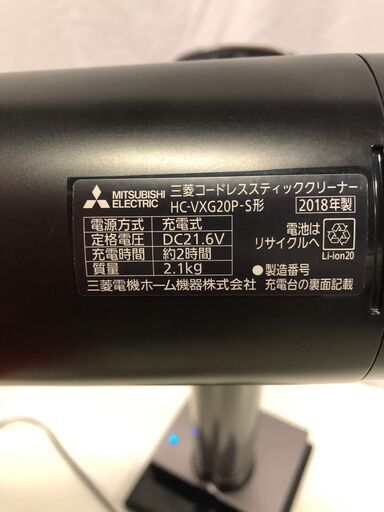 MITSUBISHI ELECTRIC
三菱コードレススティッククリーナー
HC-VXG20P-S形 2018年製
電源方式 充電式
定格電圧 DC21.6V
充電時間 約2時間
質量 2.1kg
電池は
リサイクルへ
Li-ion20
●製造番号
三菱電機ホーム機器株式会社 充電台の裏面記載